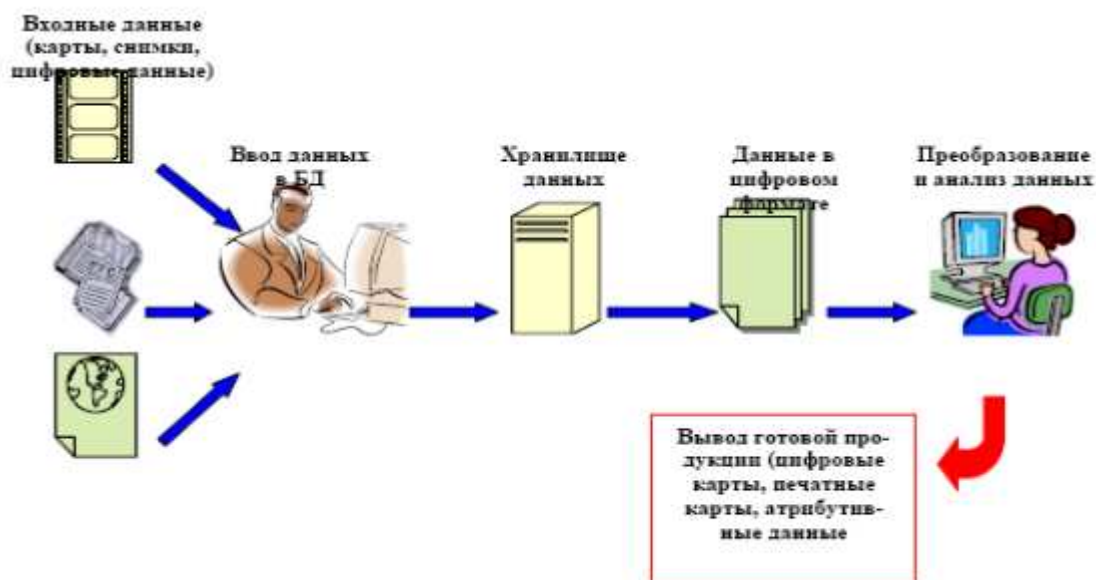 Входные данные
(карты, снимки,
цифровые данные)
Ввод данных
в БД
Хранилище
данных
Данные в
цифровом
формате
Преобразование
и анализ данных
Вывод готовой про-
дукции (цифровые
карты, печатные
карты, атрибутив-
ные данные